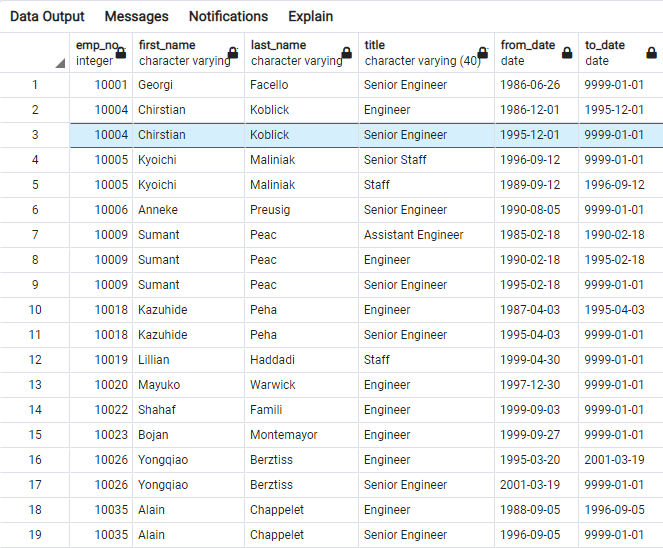 Data Output Messages Notifications Explain
emp_no first_name last_name title from_date to_date
integer character varying character varying character varying (40) date date
1 10001 Georgi Facello Senior Engineer 1986-06-26 9999-01-01
2 10004 Chirstian Koblick Engineer 1986-12-01 1995-12-01
3 10004 Chirstian Koblick Senior Engineer 1995-12-01 9999-01-01
4 10005 Kyoichi Maliniak Senior Staff 1996-09-12 9999-01-01
5 10005 Kyoichi Maliniak Staff 1989-09-12 1996-09-12
6 10006 Anneke Preusig Senior Engineer 1990-08-05 9999-01-01
7 10009 Sumant Peac Assistant Engineer 1985-02-18 1990-02-18
8 10009 Sumant Peac Engineer 1990-02-18 1995-02-18
9 10009 Sumant Peac Senior Engineer 1995-02-18 9999-01-01
10 10018 Kazuhide Peha Engineer 1987-04-03 1995-04-03
11 10018 Kazuhide Peha Senior Engineer 1995-04-03 9999-01-01
12 10019 Lillian Haddadi Staff 1999-04-30 9999-01-01
13 10020 Mayuko Warwick Engineer 1997-12-30 9999-01-01
14 10022 Shahaf Famili Engineer 1999-09-03 9999-01-01
15 10023 Bojan Montemayor Engineer 1999-09-27 9999-01-01
16 10026 Yongqiao Berztiss Engineer 1995-03-20 2001-03-19
17 10026 Yongqiao Berztiss Senior Engineer 2001-03-19 9999-01-01
18 10035 Alain Chappelet Engineer 1988-09-05 1996-09-05
19 10035 Alain Chappelet Senior Engineer 1996-09-05 9999-01-01